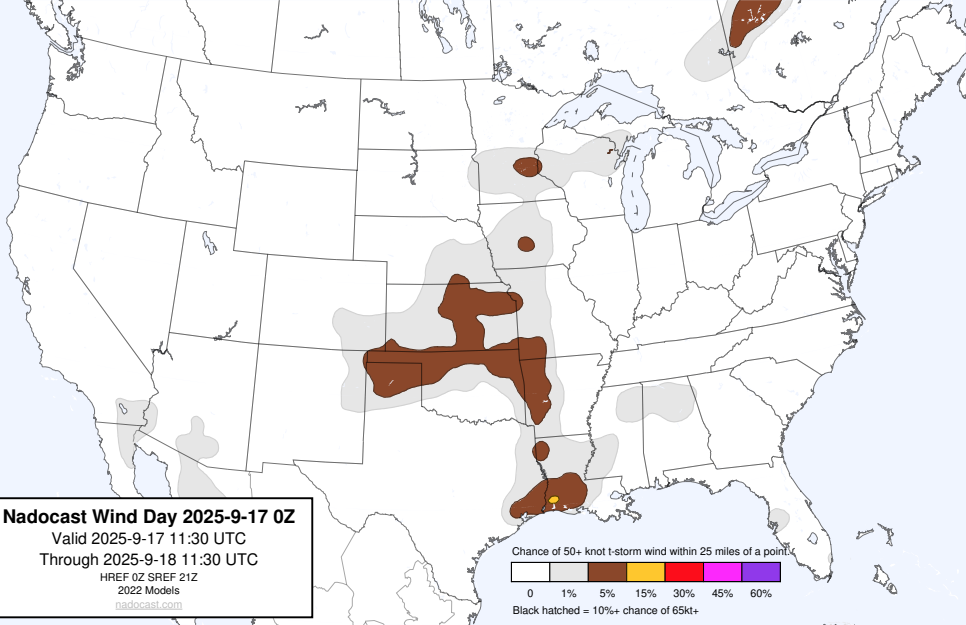 Nadocast Wind Day 2025-9-17 0Z
Valid 2025-9-17 11:30 UTC
Through 2025-9-18 11:30 UTC
HREF 0Z SREF 21Z
2022 Models
nadocast.com
Chance of 50+ knot t-storm wind within 25 miles of a point.
0 1% 5% 15% 30% 45% 60%
Black hatched = 10%+ chance of 65kt+